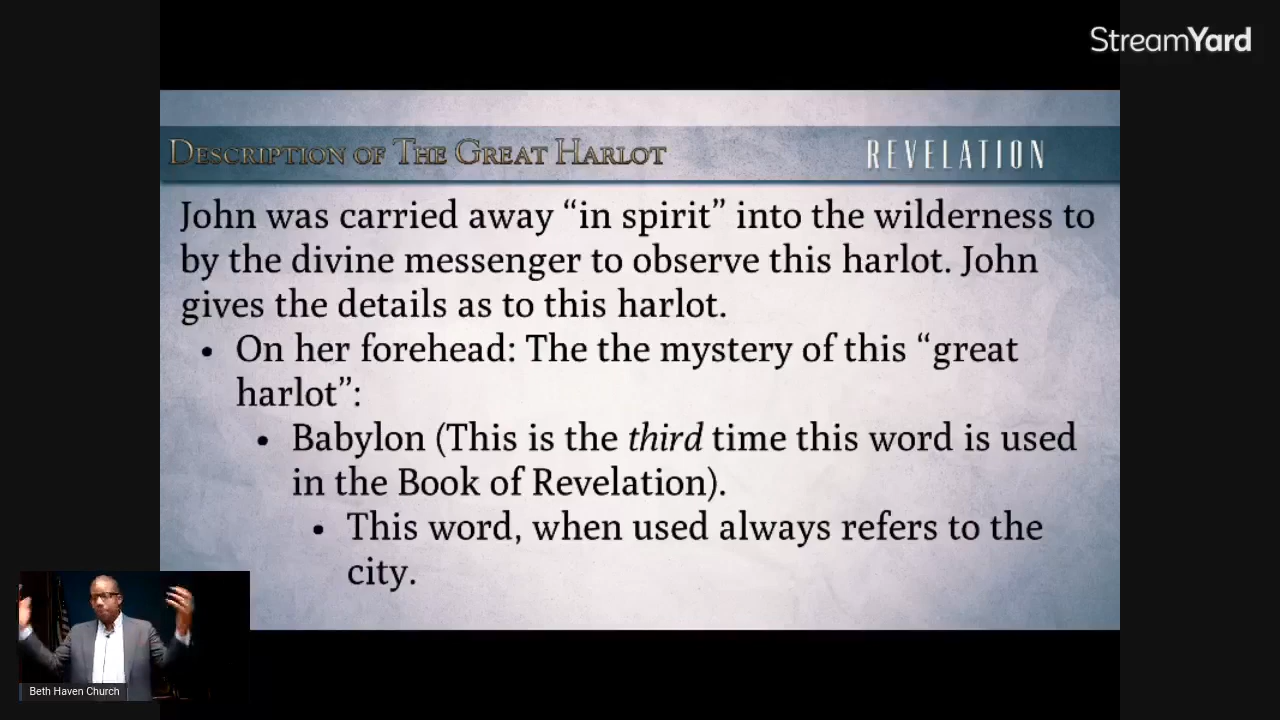 StreamYard
DESCRIPTION OF THE GREAT HARLOT
REVELATION
John was carried away “in spirit” into the wilderness to
by the divine messenger to observe this harlot. John
gives the details as to this harlot.
• On her forehead: The the mystery of this “great
harlot”:
• Babylon (This is the third time this word is used
in the Book of Revelation).
• This word, when used always refers to the
city.
Beth Haven Church